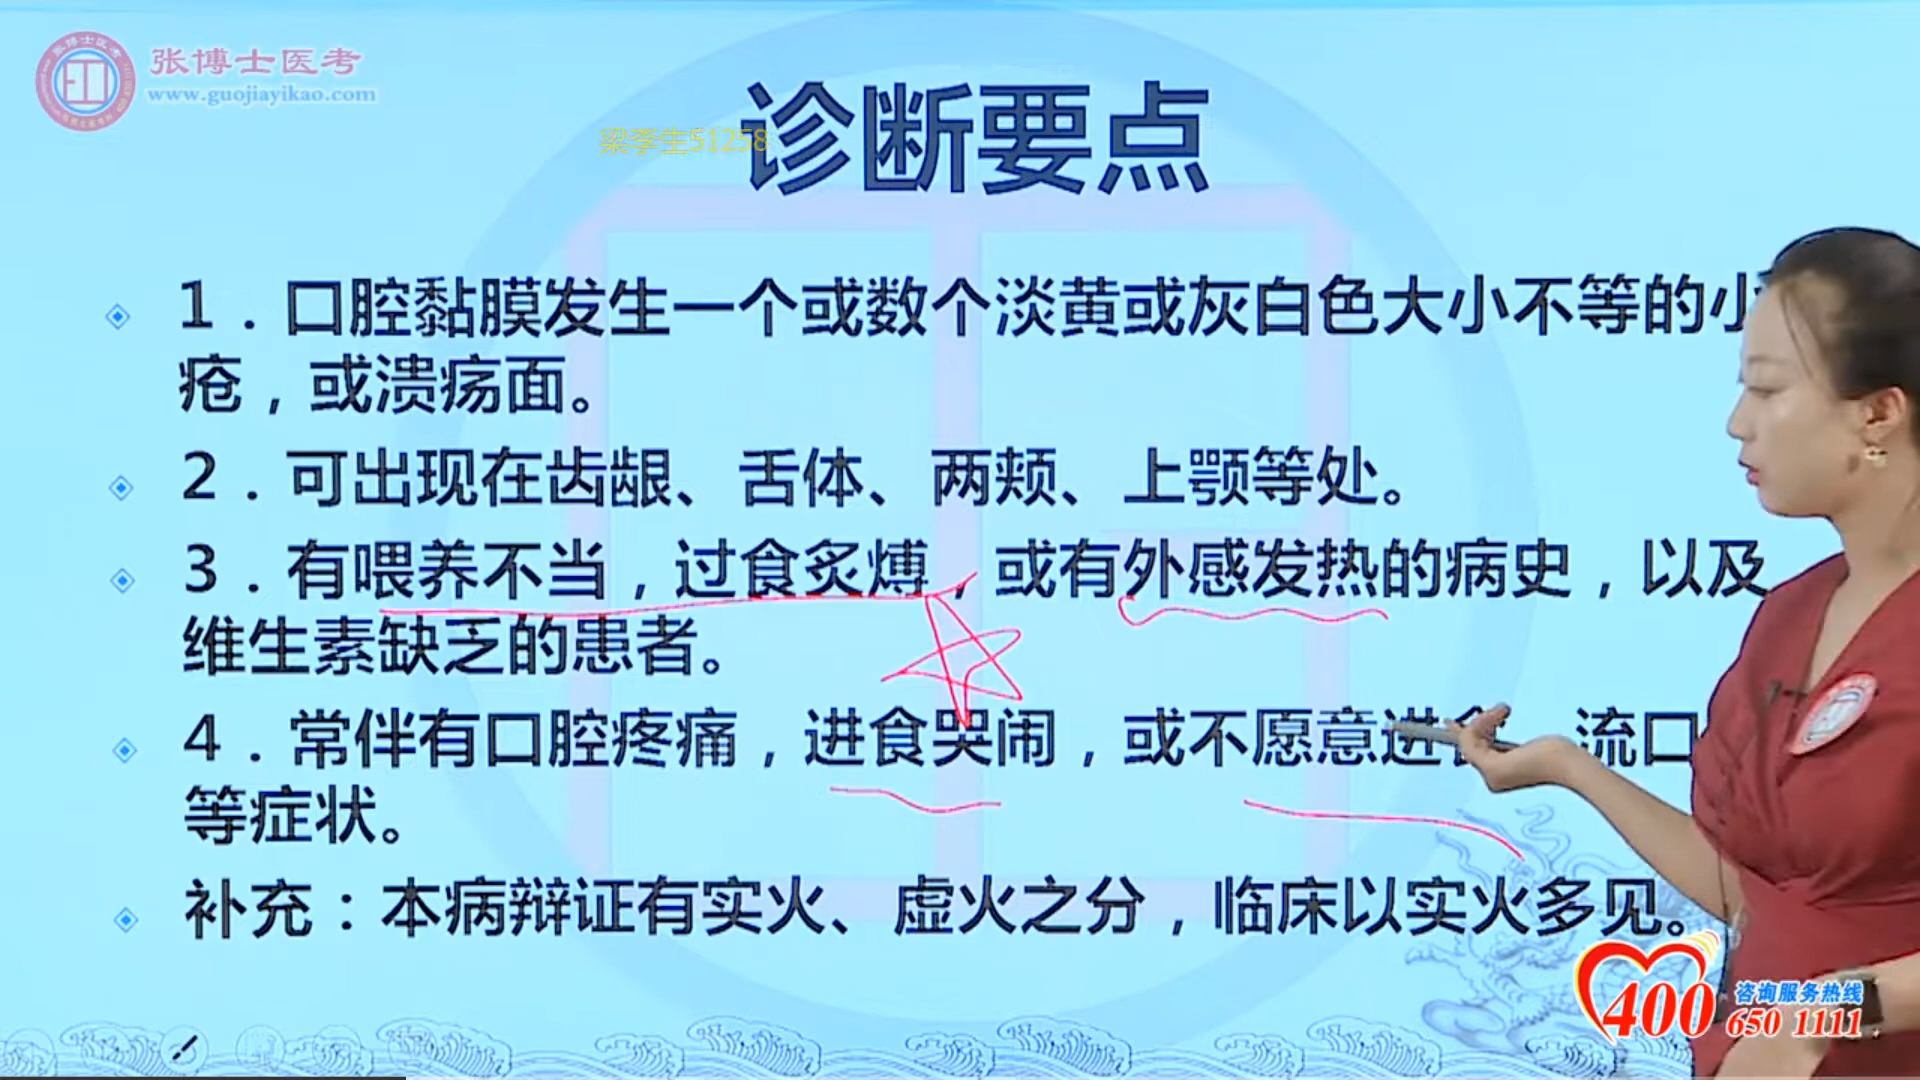 张博士医考
www.guojiayikao.com
梁李生51258
诊断要点
1．口腔黏膜发生一个或数个淡黄或灰白色大小不等的小
疮，或溃疡面。
2．可出现在齿龈、舌体、两颊、上颚等处。
3．有喂养不当，过食炙煿，或有外感发热的病史，以及
维生素缺乏的患者。
4．常伴有口腔疼痛，进食哭闹，或不愿意进食 流口
等症状。
补充：本病辩证有实火、虚火之分，临床以实火多见。
400 咨询服务热线
650 1111